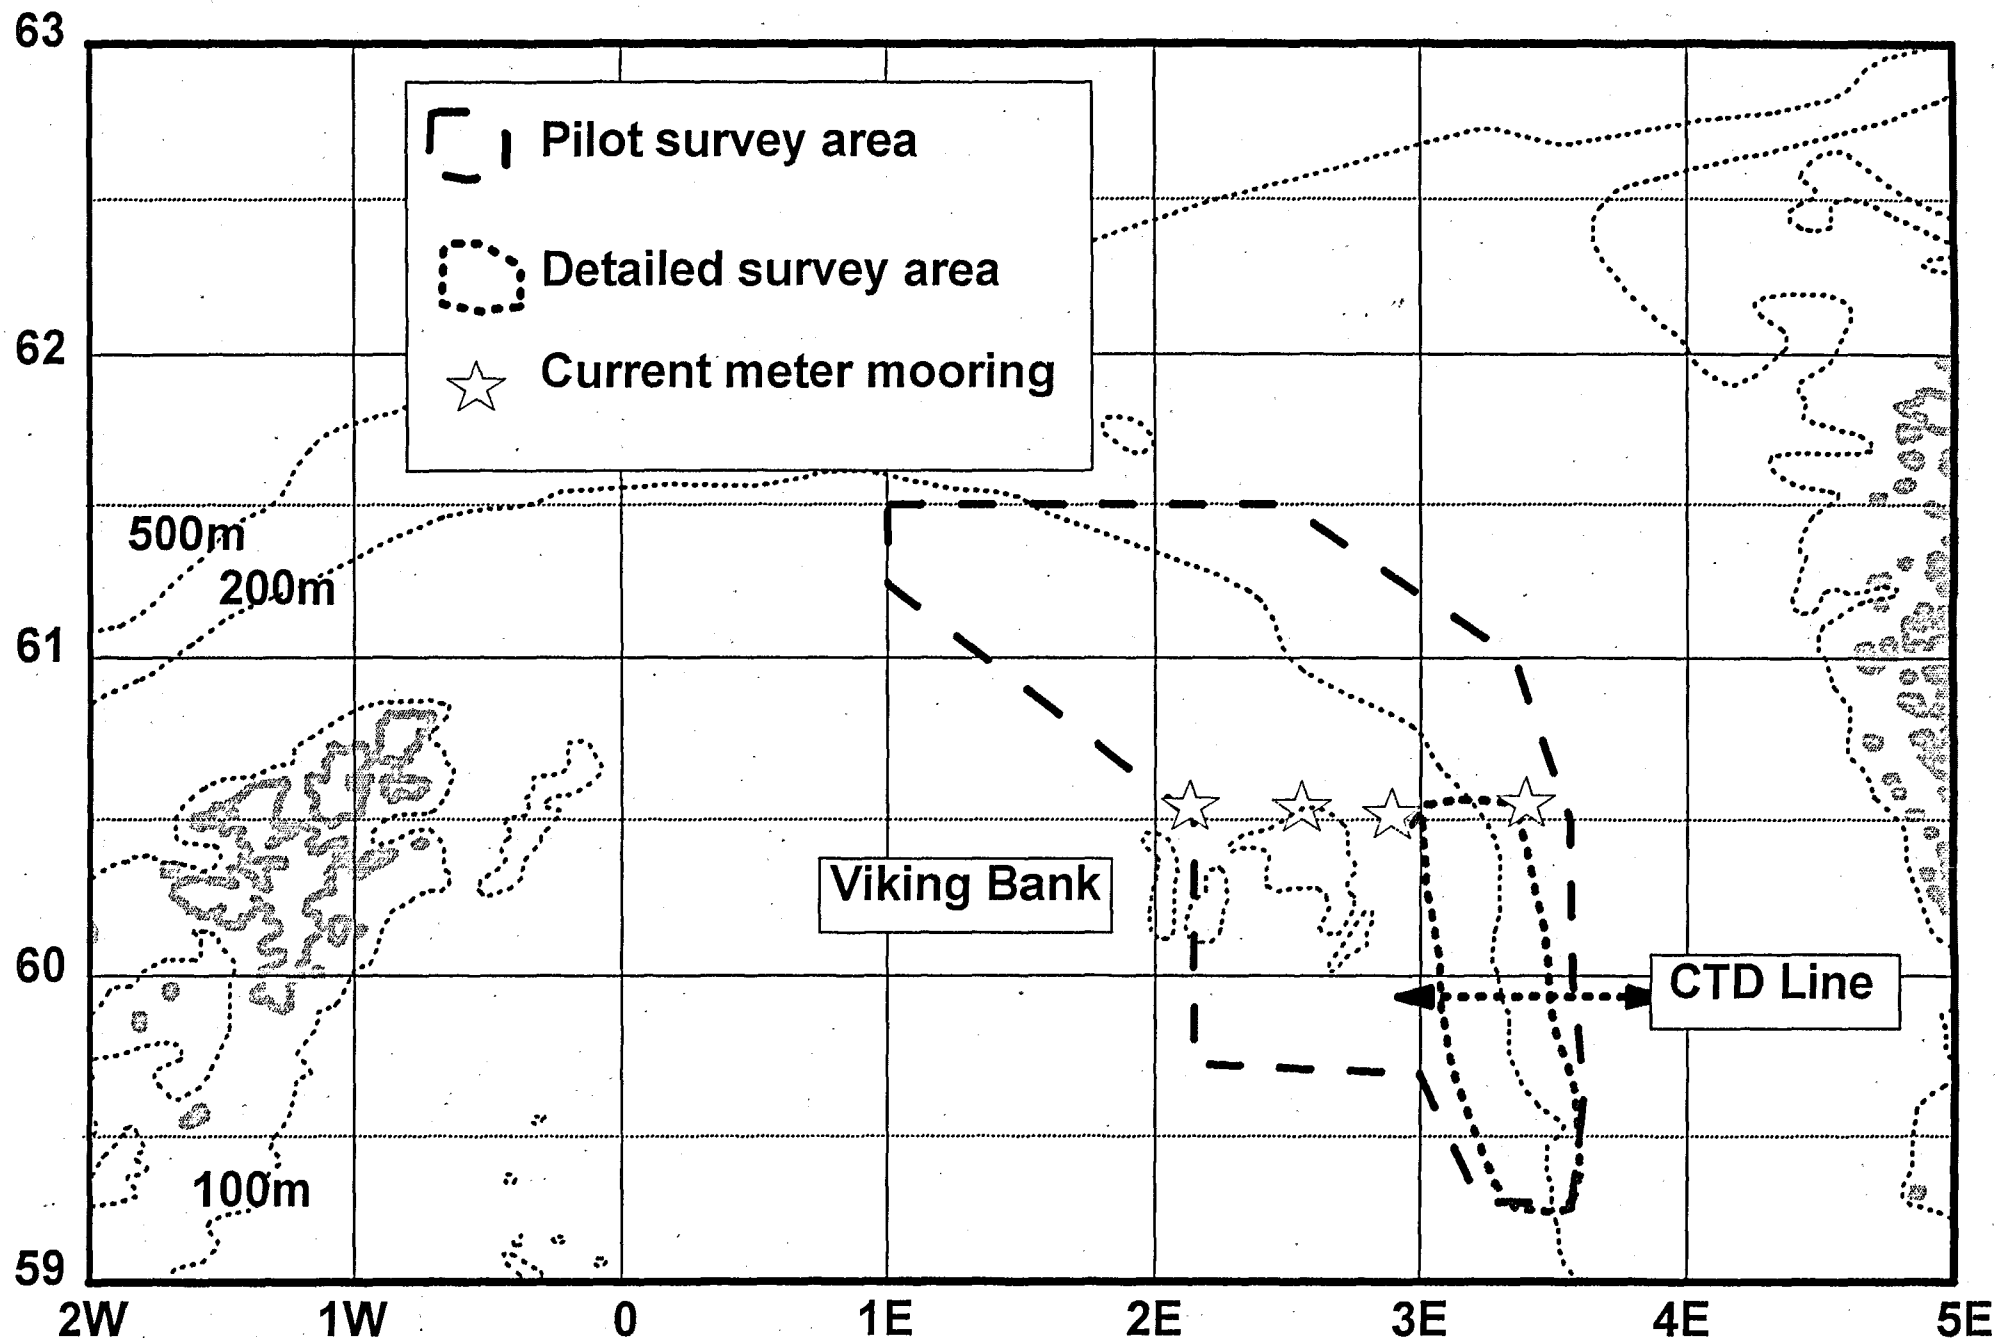 63
Pilot survey area
Detailed survey area
62
Current meter mooring
500m
200m
61
Viking Bank
60
CTD Line
100m
59
2W 1W 0 1E 2E 3E 4E 5E